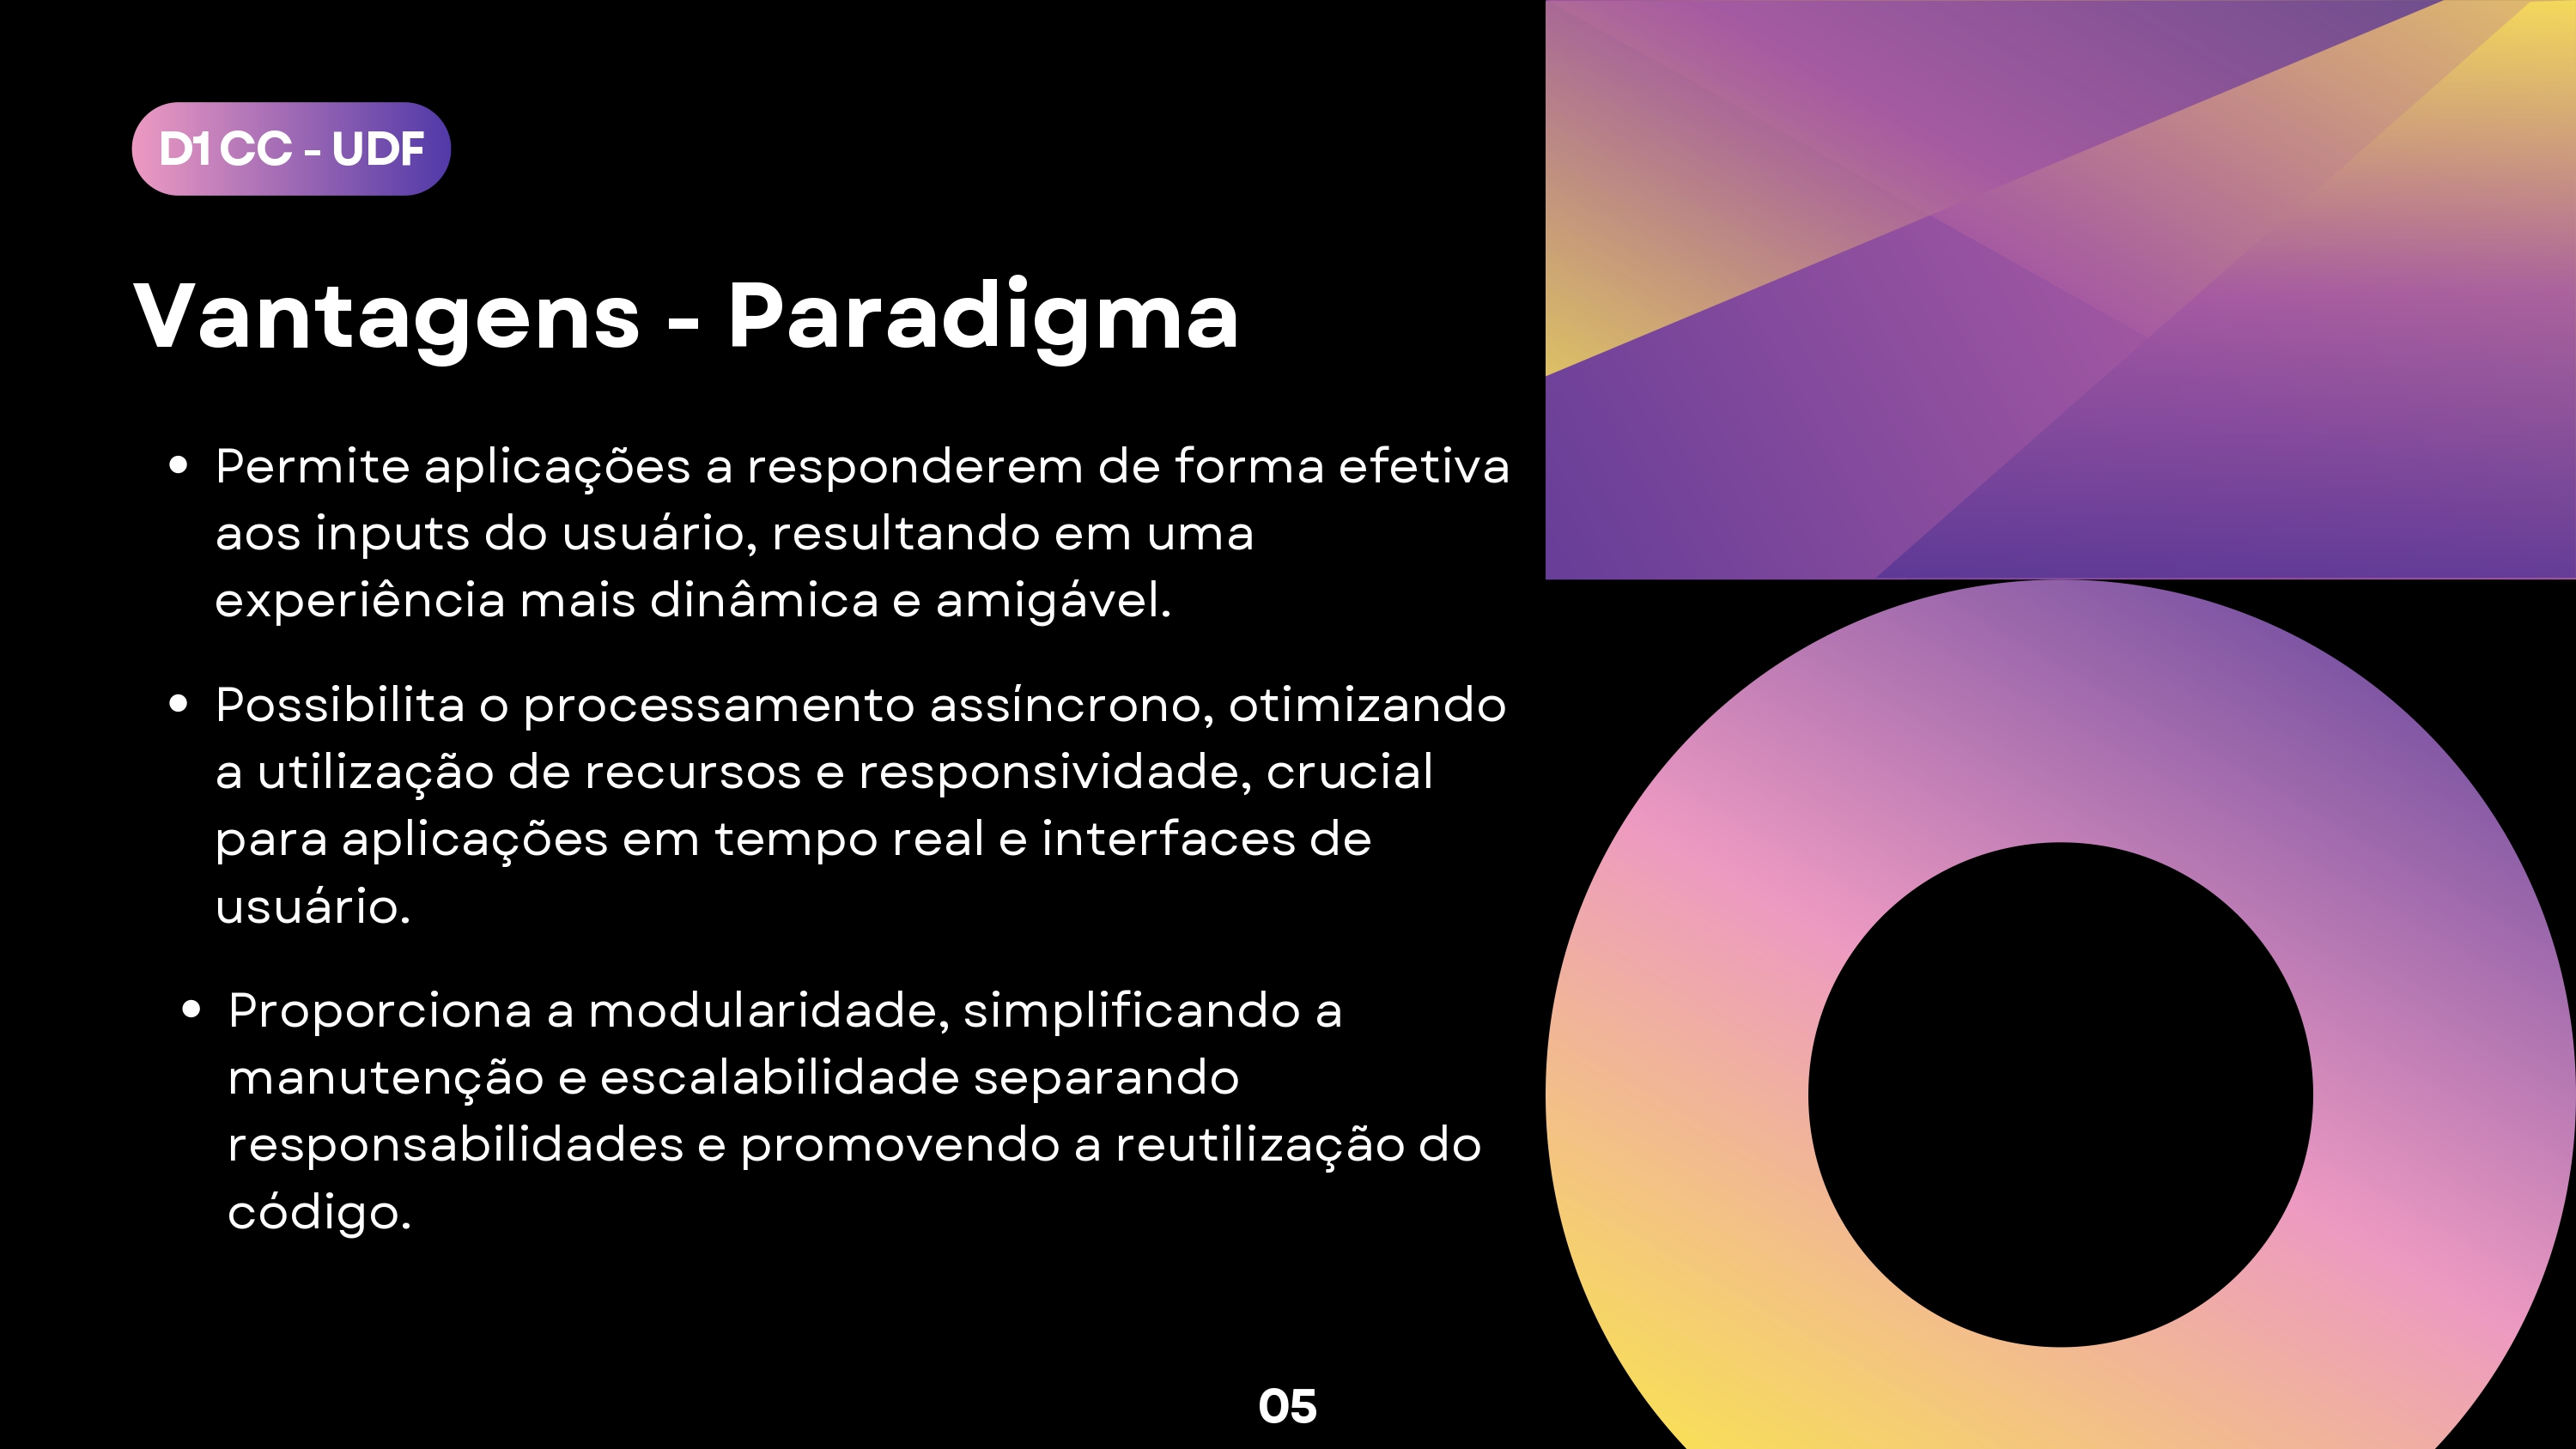 D1 CC - UDF
Vantagens - Paradigma
• Permite aplicações a responderem de forma efetiva
aos inputs do usuário, resultando em uma
experiência mais dinâmica e amigável.
• Possibilita o processamento assíncrono, otimizando
a utilização de recursos e responsividade, crucial
para aplicações em tempo real e interfaces de
usuário.
• Proporciona a modularidade, simplificando a
manutenção e escalabilidade separando
responsabilidades e promovendo a reutilização do
código.
05